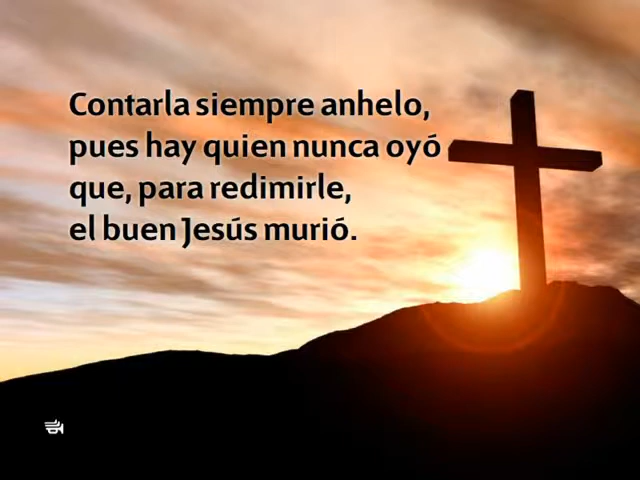 Contarla siempre anhelo,
pues hay quien nunca oyó
que, para redimirle,
el buen Jesús murió.